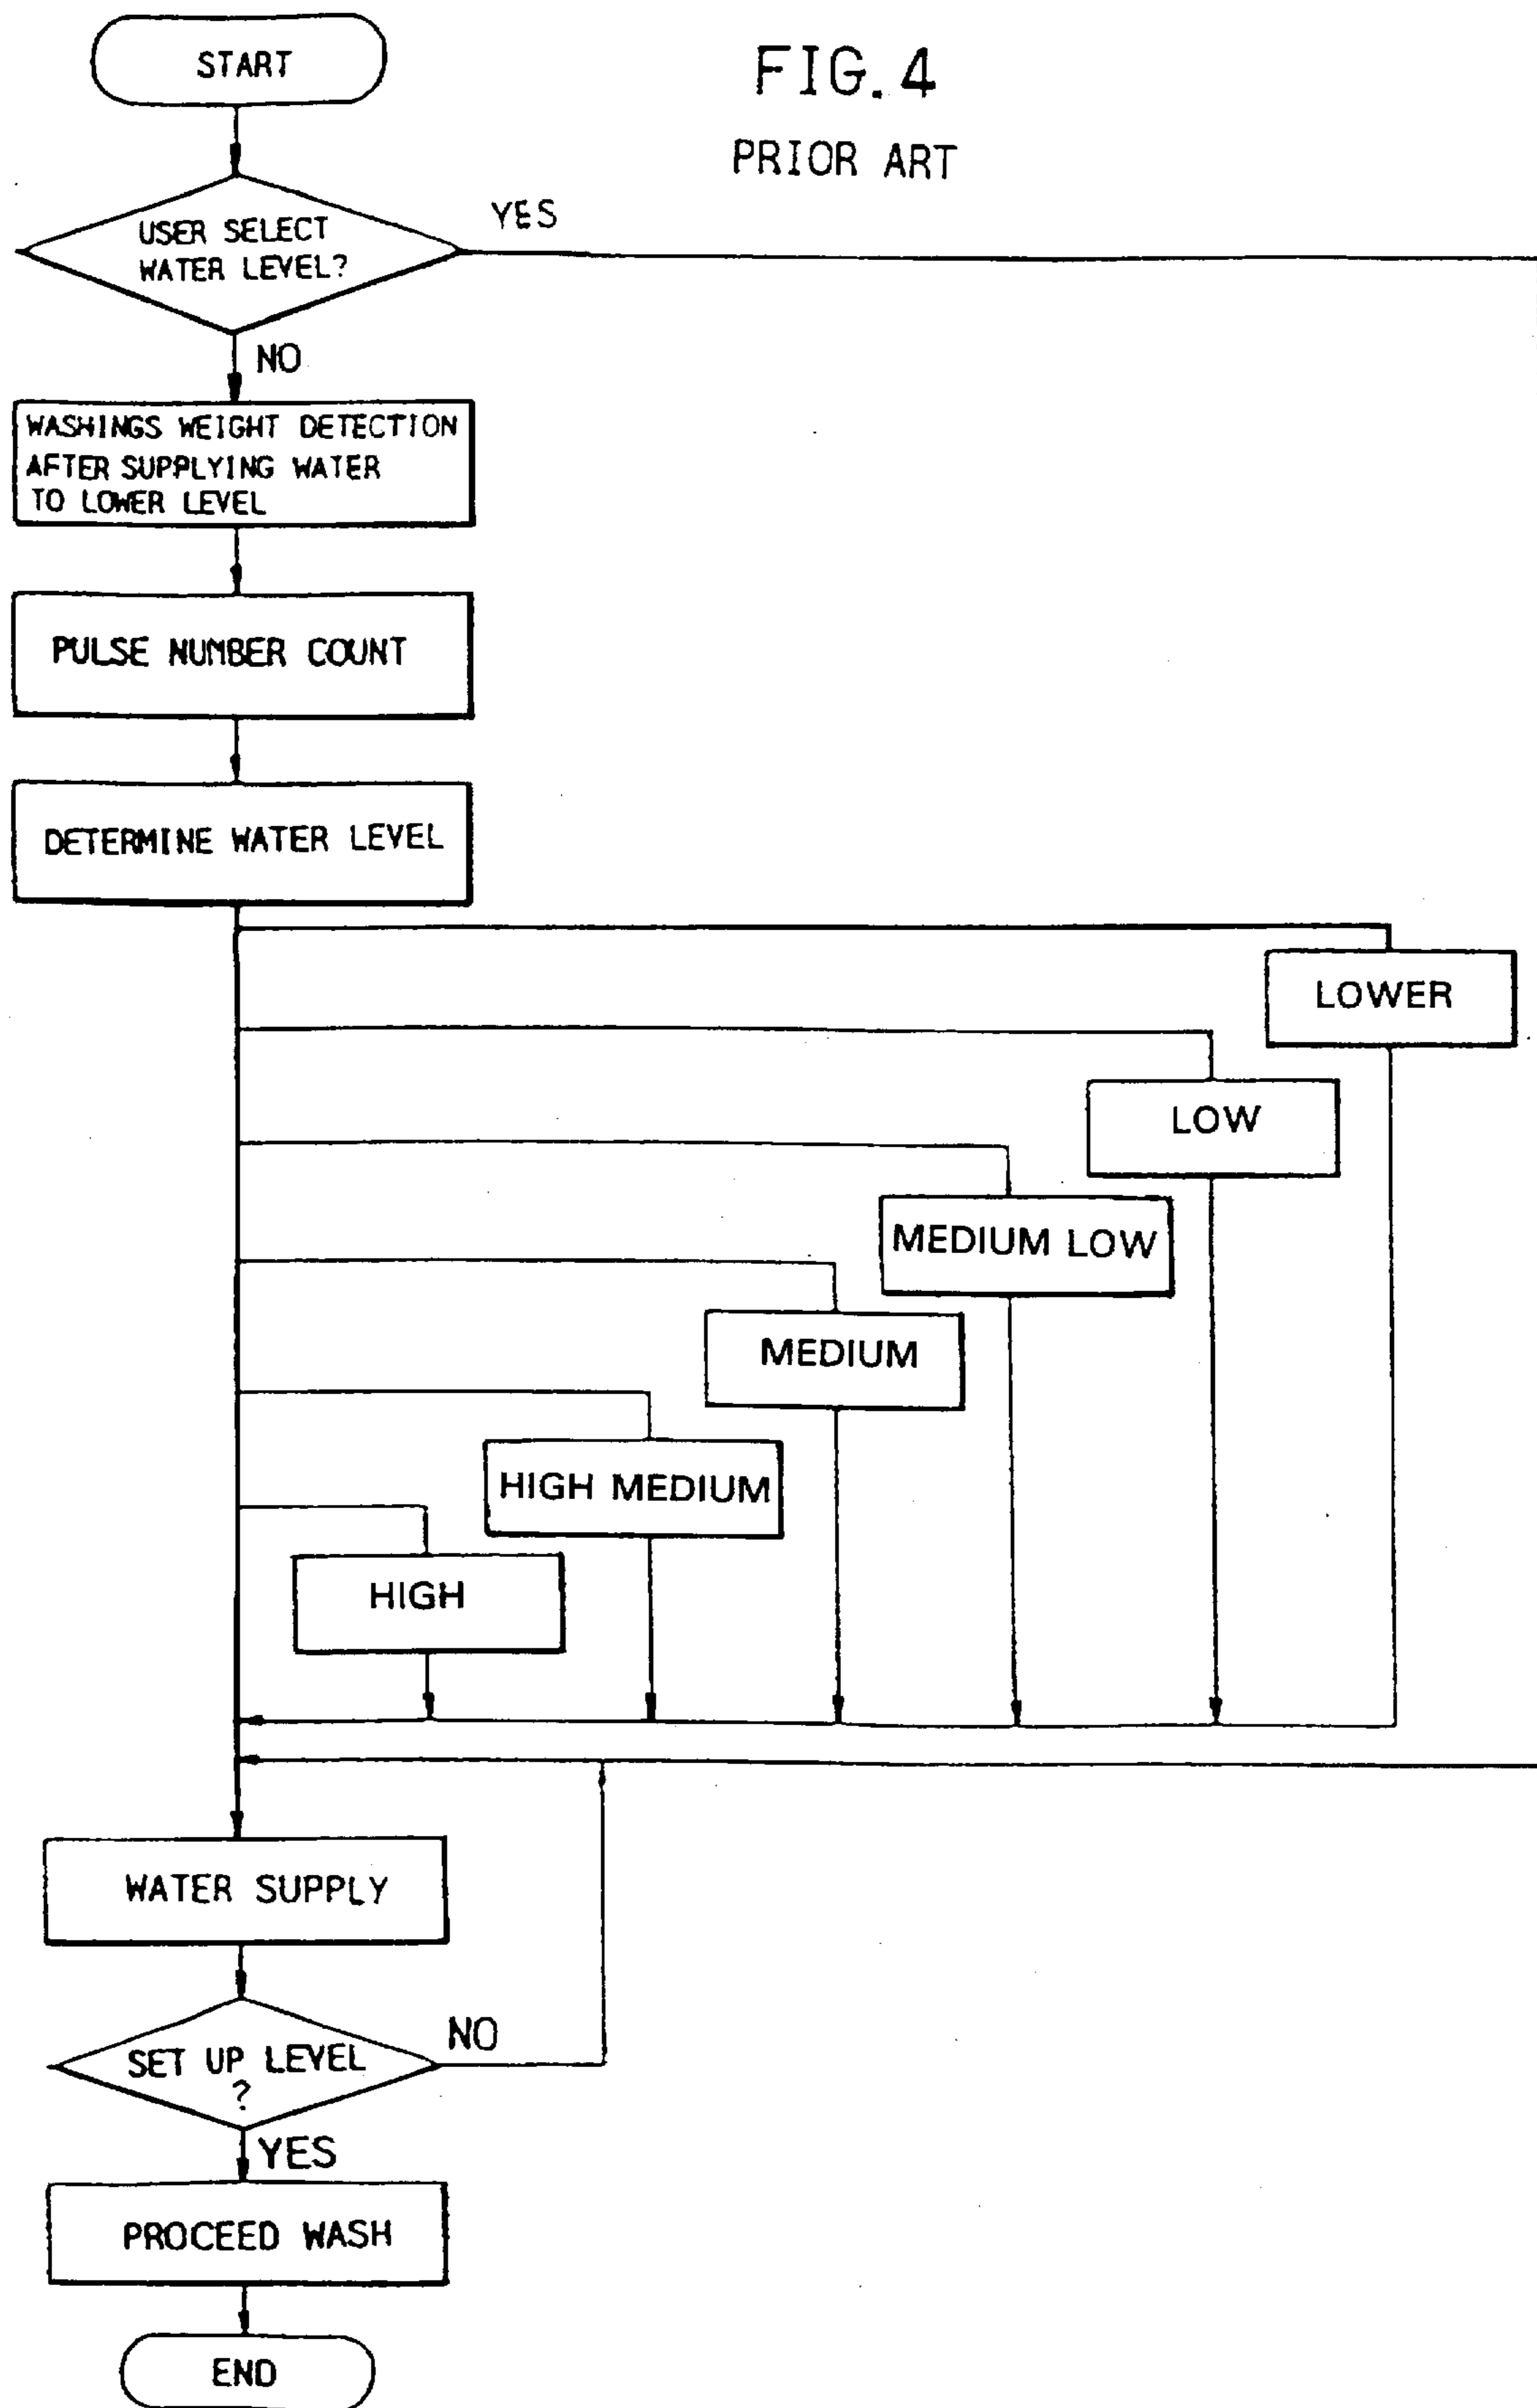 START
FIG. 4
PRIOR ART
USER SELECT
WATER LEVEL?
YES
NO
WASHINGS WEIGHT DETECTION
AFTER SUPPLYING WATER
TO LOWER LEVEL
PULSE NUMBER COUNT
DETERMINE WATER LEVEL
LOWER
LOW
MEDIUM LOW
MEDIUM
HIGH MEDIUM
HIGH
WATER SUPPLY
SET UP LEVEL
?
NO
YES
PROCEED WASH
END